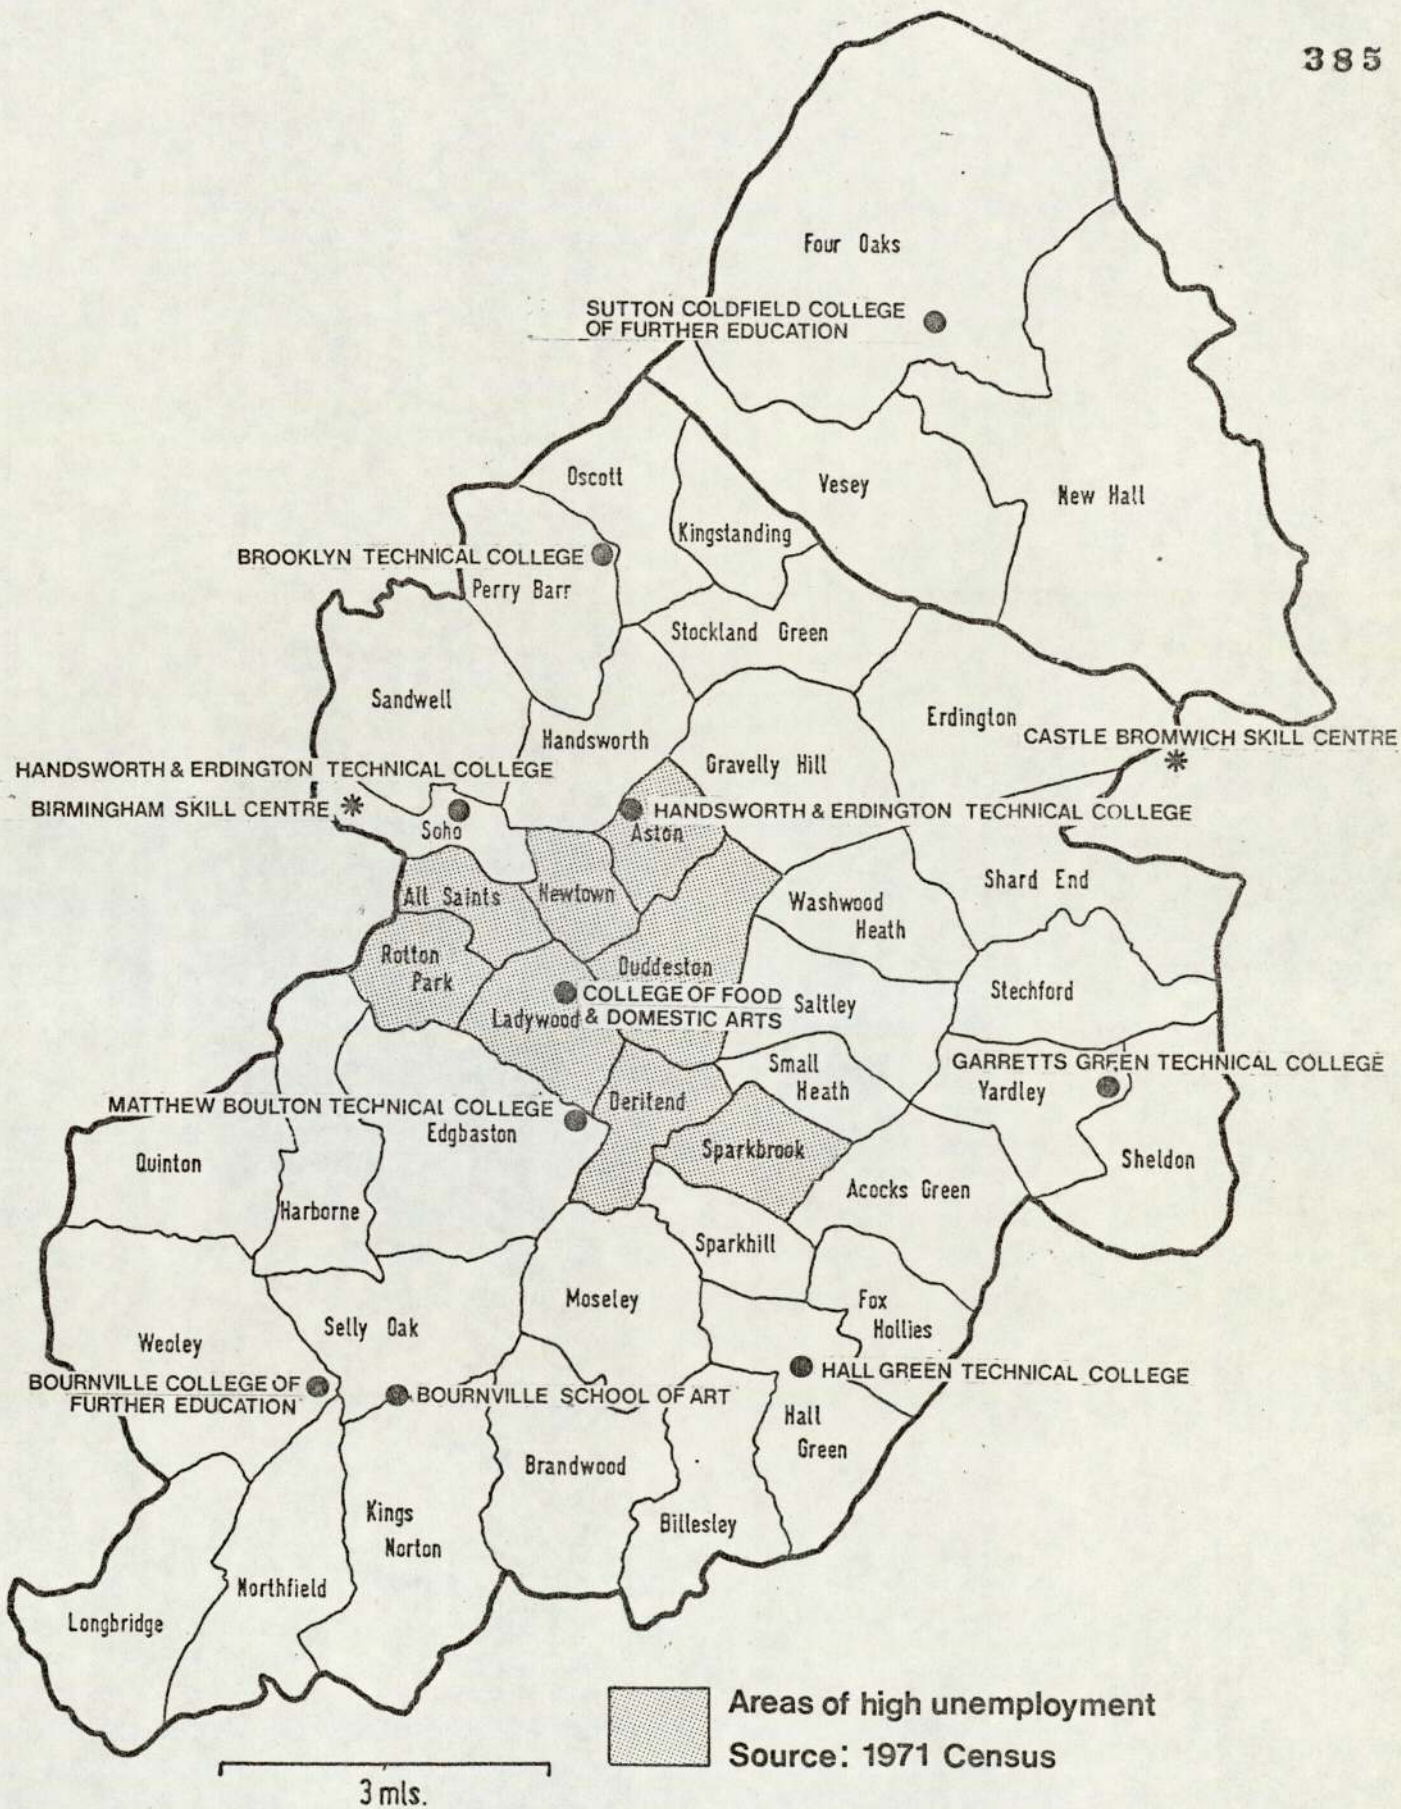 385
Four Oaks
SUTTON COLDFIELD COLLEGE
OF FURTHER EDUCATION
Oscott
Vesey
New Hall
Kingstanding
BROOKLYN TECHNICAL COLLEGE
Perry Barr
Stockland Green
Sandwell
Erdington
Handsworth
CASTLE BROMWICH SKILL CENTRE
Gravelly Hill
HANDSWORTH & ERDINGTON TECHNICAL COLLEGE
BIRMINGHAM SKILL CENTRE
HANDSWORTH & ERDINGTON TECHNICAL COLLEGE
Soho
Aston
Shard End
All Saints
Newtown
Washwood
Heath
Rotton
Park
Duddeston
Stechford
COLLEGE OF FOOD
& DOMESTIC ARTS
Saltley
Ladywood
Small
Heath
GARRETTS GREEN TECHNICAL COLLEGE
Yardley
MATTHEW BOULTON TECHNICAL COLLEGE
Deritend
Edgbaston
Quinton
Sparkbrook
Sheldon
Acocks Green
Harborne
Sparkhill
Moseley
Fox
Hollies
Selly Oak
Weoley
HALL GREEN TECHNICAL COLLEGE
BOURNVILLE COLLEGE OF
FURTHER EDUCATION
BOURNVILLE SCHOOL OF ART
Hall
Green
Brandwood
Kings
Norton
Billesley
Northfield
Longbridge
Areas of high unemployment
Source: 1971 Census
3 mls.